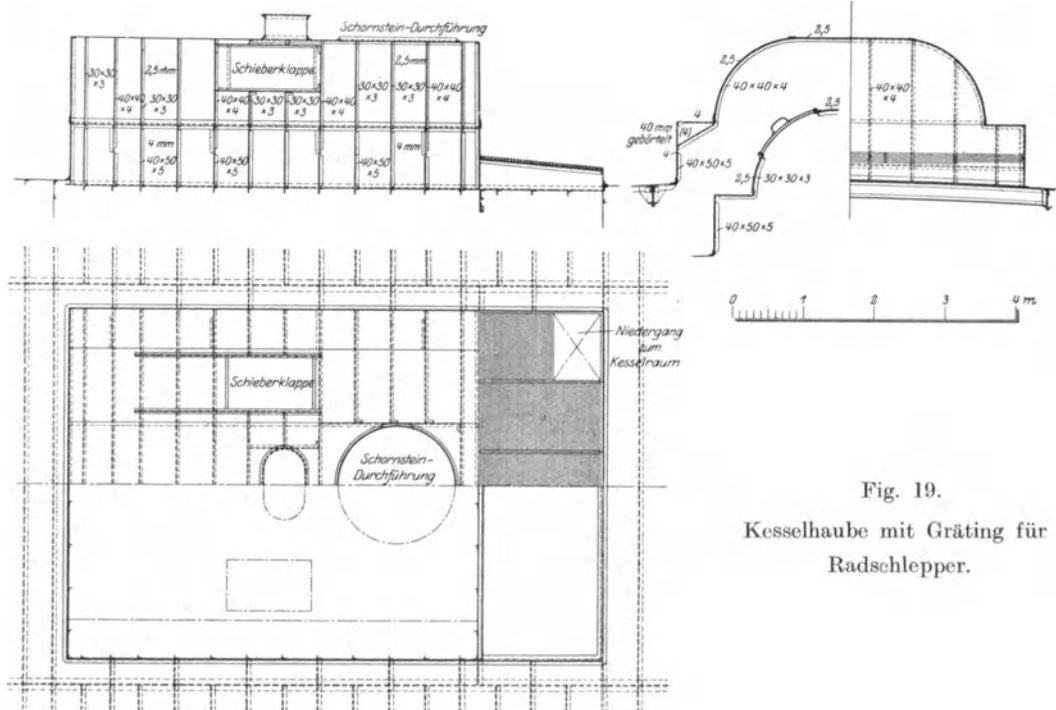 Schornstein-Durchführung
Schieberklappe
2,5 mm
2,5 mm
30×30
×3
40×40
×4
30×30
×3
40×40
×4
30×30
×3
30×30
×3
40×40
×4
30×30
×3
30×30
×3
40×40
×4
4 mm
4 mm
40×50
×5
40×50
×5
40×50
×5
2,5
2,5
40×40×4
2,5
40×40
×4
4
40 mm
gebörtelt
(4)
4
40×50×5
2,5
30×30×3
40×50×5
0 1 2 3 4 m
Niedergang
zum
Kesselraum
Schieberklappe
Schornstein-
Durchführung
Fig. 19.
Kesselhaube mit Gräting für
Radschlepper.